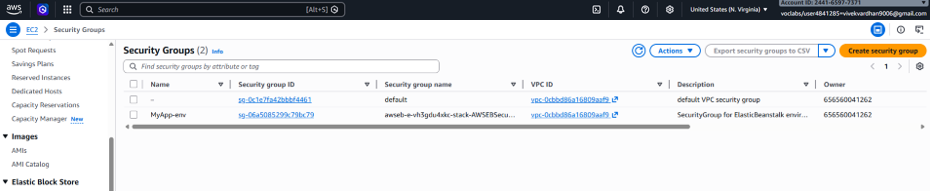 aws
Search
[Alt+S]
United States (N. Virginia)
Account ID: 2441-6597-7371
voclabs/user4841285=vivekvardhan9006@gmail.com
EC2 > Security Groups
Spot Requests
Savings Plans
Reserved Instances
Dedicated Hosts
Capacity Reservations
Capacity Manager New
Images
AMIs
AMI Catalog
Elastic Block Store
Security Groups (2) Info
Actions
Export security groups to CSV
Create security group
Find security groups by attribute or tag
1
Name Security group ID Security group name VPC ID Description Owner
– sg-0c1e7fa42bbbf4461 default vpc-0cbbd86a16809aaf9 default VPC security group 656560041262
MyApp-env sg-06a5085299c79bc79 awseb-e-vh3gdu4xkc-stack-AWSEBSecu... vpc-0cbbd86a16809aaf9 SecurityGroup for ElasticBeanstalk envir... 656560041262